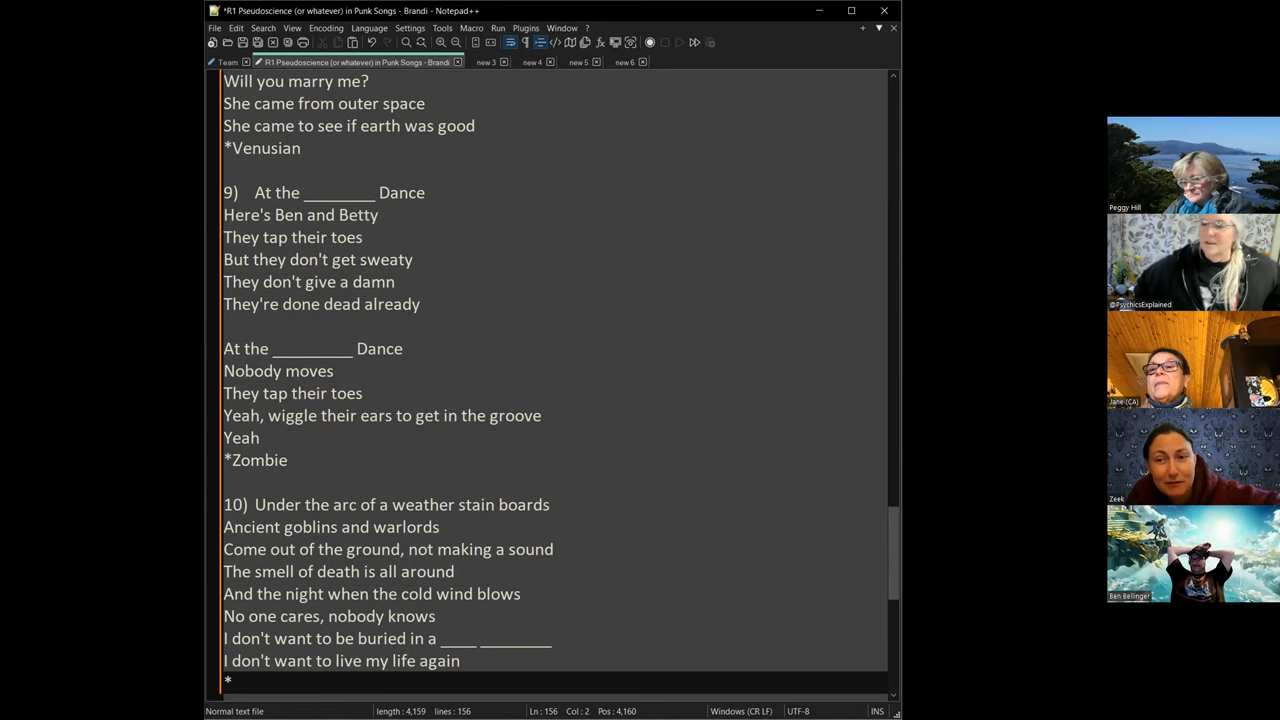 *R1 Pseudoscience (or whatever) in Punk Songs - Brandi - Notepad++
File Edit Search View Encoding Language Settings Tools Macro Run Plugins Window ?
Team R1 Pseudoscience (or whatever) in Punk Songs - Brandi new 3 new 4 new 5 new 6
Will you marry me?
She came from outer space
She came to see if earth was good
*Venusian
9) At the ________ Dance
Here's Ben and Betty
They tap their toes
But they don't get sweaty
They don't give a damn
They're done dead already
At the _________ Dance
Nobody moves
They tap their toes
Yeah, wiggle their ears to get in the groove
Yeah
*Zombie
10) Under the arc of a weather stain boards
Ancient goblins and warlords
Come out of the ground, not making a sound
The smell of death is all around
And the night when the cold wind blows
No one cares, nobody knows
I don't want to be buried in a ____ ________
I don't want to live my life again
*
Normal text file length : 4,159 lines : 156 Ln : 156 Col : 2 Pos : 4,160 Windows (CR LF) UTF-8 INS
Peggy Hill
@PsychicsExplained
Jane (CA)
Zeek
Ben Bellinger